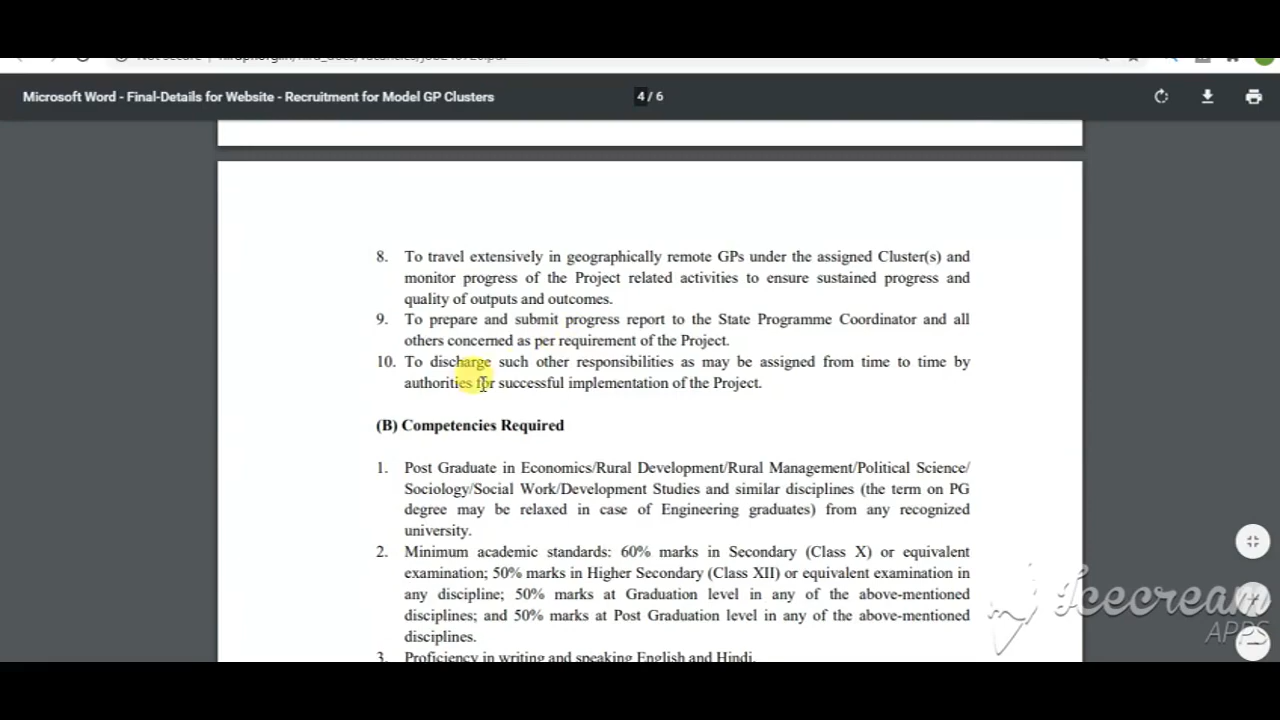 Microsoft Word - Final-Details for Website - Recruitment for Model GP Clusters
4 / 6
8. To travel extensively in geographically remote GPs under the assigned Cluster(s) and
monitor progress of the Project related activities to ensure sustained progress and
quality of outputs and outcomes.
9. To prepare and submit progress report to the State Programme Coordinator and all
others concerned as per requirement of the Project.
10. To discharge such other responsibilities as may be assigned from time to time by
authorities for successful implementation of the Project.
(B) Competencies Required
1. Post Graduate in Economics/Rural Development/Rural Management/Political Science/
Sociology/Social Work/Development Studies and similar disciplines (the term on PG
degree may be relaxed in case of Engineering graduates) from any recognized
university.
2. Minimum academic standards: 60% marks in Secondary (Class X) or equivalent
examination; 50% marks in Higher Secondary (Class XII) or equivalent examination in
any discipline; 50% marks at Graduation level in any of the above-mentioned
disciplines; and 50% marks at Post Graduation level in any of the above-mentioned
disciplines.
3. Proficiency in writing and speaking English and Hindi.
Icecream
APPS